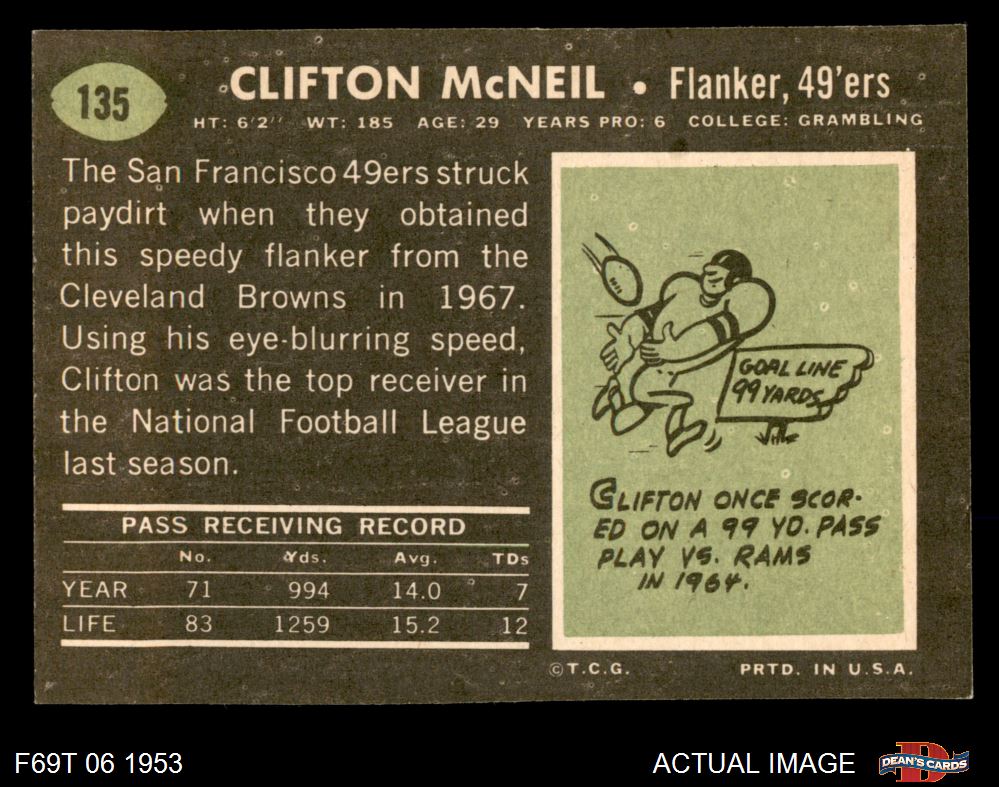 135
CLIFTON McNEIL • Flanker, 49'ers
HT: 6'2" WT: 185 AGE: 29 YEARS PRO: 6 COLLEGE: GRAMBLING
The San Francisco 49ers struck
paydirt when they obtained
this speedy flanker from the
Cleveland Browns in 1967.
Using his eye-blurring speed,
Clifton was the top receiver in
the National Football League
last season.
PASS RECEIVING RECORD
No. Yds. Avg. TDs
YEAR 71 994 14.0 7
LIFE 83 1259 15.2 12
GOAL LINE
99 YARDS
CLIFTON ONCE SCOR-
ED ON A 99 YD. PASS
PLAY VS. RAMS
IN 1964.
©T.C.G. PRTD. IN U.S.A.
F69T 06 1953
ACTUAL IMAGE
DEAN'S CARDS